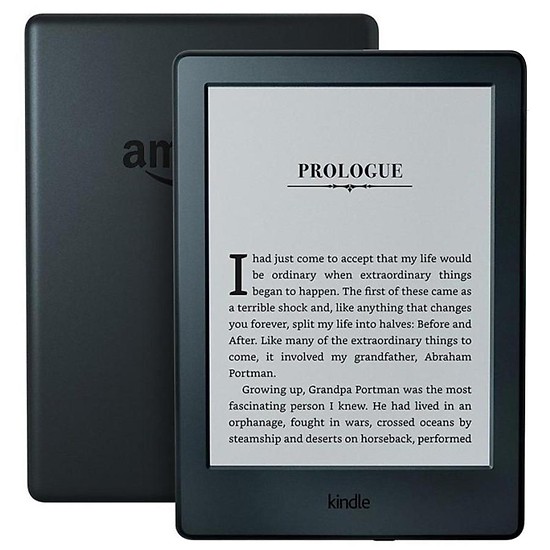 am
PROLOGUE
I had just come to accept that my life would
be ordinary when extraordinary things
began to happen. The first of these came as
a terrible shock and, like anything that changes
you forever, split my life into halves: Before and
After. Like many of the extraordinary things to
come, it involved my grandfather, Abraham
Portman.
Growing up, Grandpa Portman was the most
fascinating person I knew. He had lived in an
orphanage, fought in wars, crossed oceans by
steamship and deserts on horseback, performed
kindle